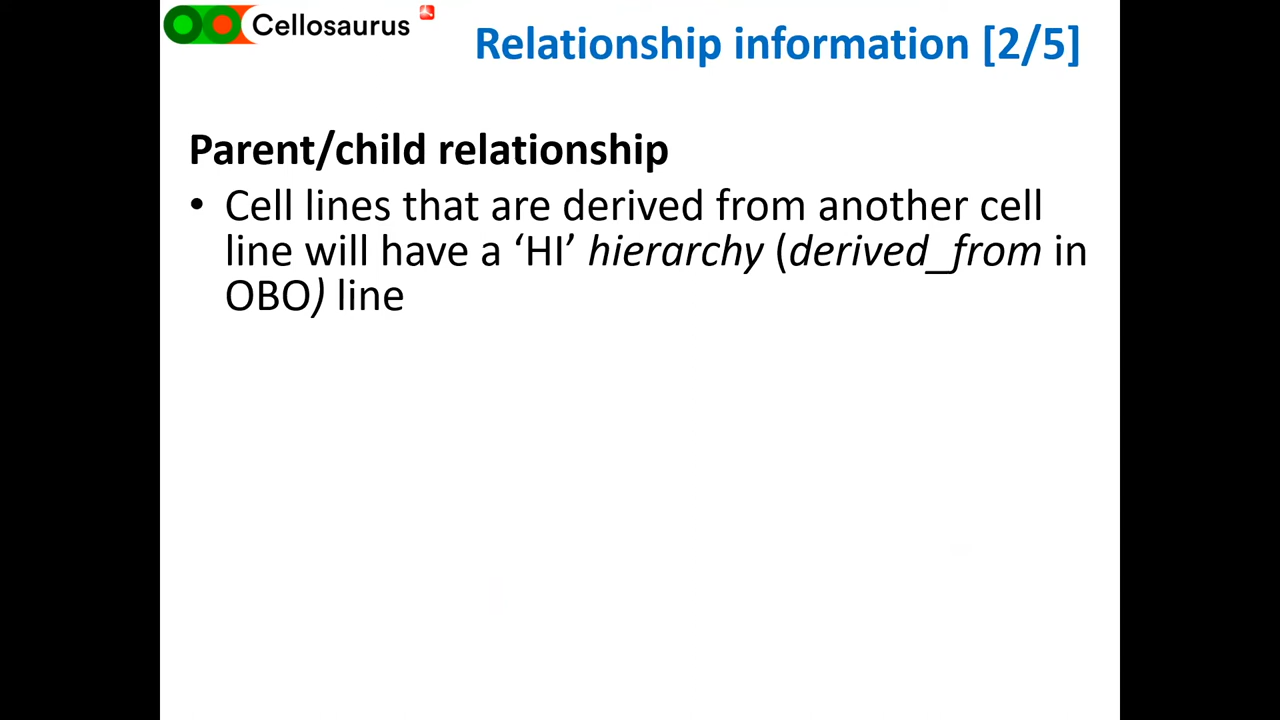 Cellosaurus
Relationship information [2/5]
Parent/child relationship
• Cell lines that are derived from another cell
line will have a ‘HI’ hierarchy (derived_from in
OBO) line